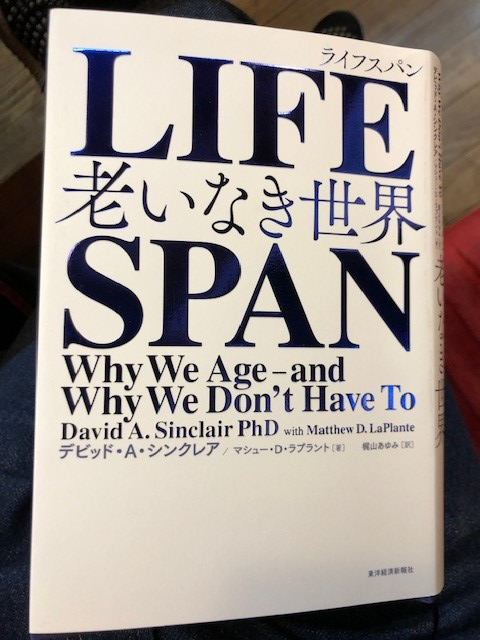 ライフスパン
LIFE
老いなき世界
SPAN
Why We Age–and
Why We Don't Have To
David A. Sinclair PhD with Matthew D. LaPlante
デビッド・A・シンクレア/マシュー・D・ラプラント[著] 梶山あゆみ[訳]
東洋経済新報社